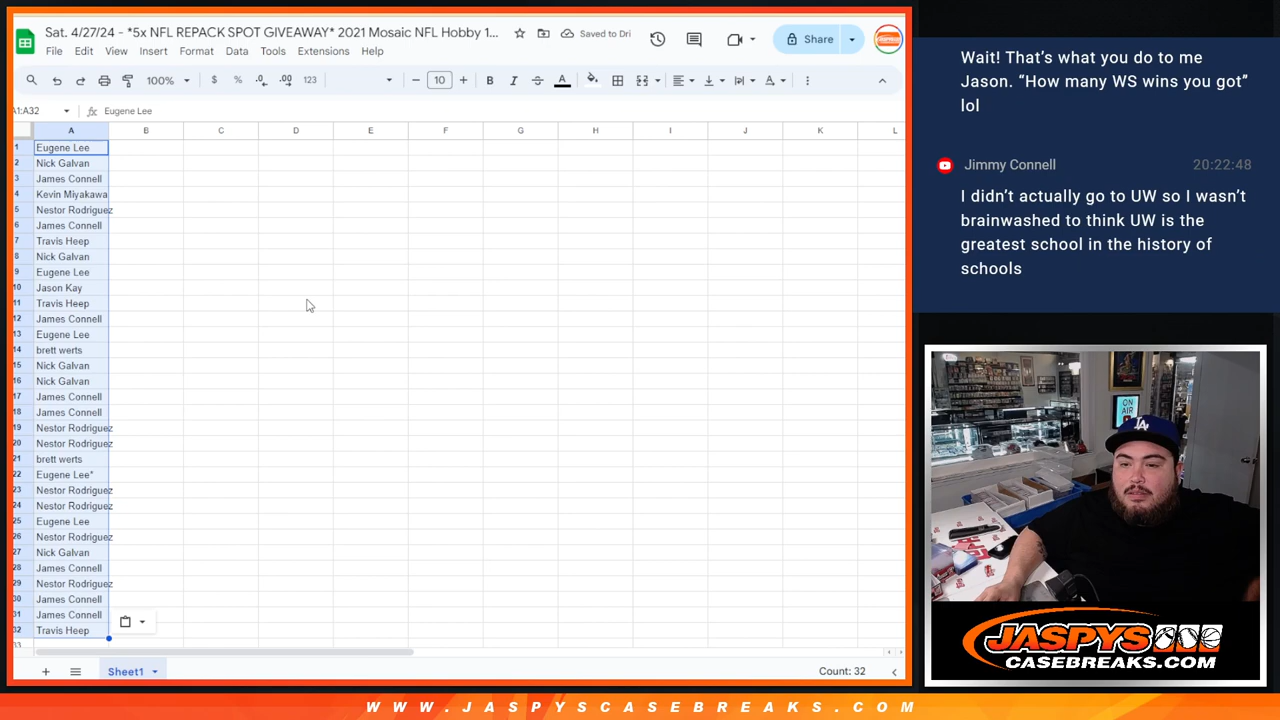 Sat. 4/27/24 - *5x NFL REPACK SPOT GIVEAWAY* 2021 Mosaic NFL Hobby 1...
Saved to Dri
Share
File Edit View Insert Format Data Tools Extensions Help
100% $ % .0 .00 123 10 B I A A
A1:A32 fx Eugene Lee
A B C D E F G H I J K L
1 Eugene Lee
2 Nick Galvan
3 James Connell
4 Kevin Miyakawa
5 Nestor Rodriguez
6 James Connell
7 Travis Heep
8 Nick Galvan
9 Eugene Lee
10 Jason Kay
11 Travis Heep
12 James Connell
13 Eugene Lee
14 brett werts
15 Nick Galvan
16 Nick Galvan
17 James Connell
18 James Connell
19 Nestor Rodriguez
20 Nestor Rodriguez
21 brett werts
22 Eugene Lee*
23 Nestor Rodriguez
24 Nestor Rodriguez
25 Eugene Lee
26 Nestor Rodriguez
27 Nick Galvan
28 James Connell
29 Nestor Rodriguez
30 James Connell
31 James Connell
32 Travis Heep
33
Sheet1
Count: 32
Wait! That's what you do to me
Jason. “How many WS wins you got”
lol
Jimmy Connell 20:22:48
I didn't actually go to UW so I wasn't
brainwashed to think UW is the
greatest school in the history of
schools
ON
AIR
LA
JASPYS
CASEBREAKS.COM
WWW.JASPYSCASEBREAKS.COM